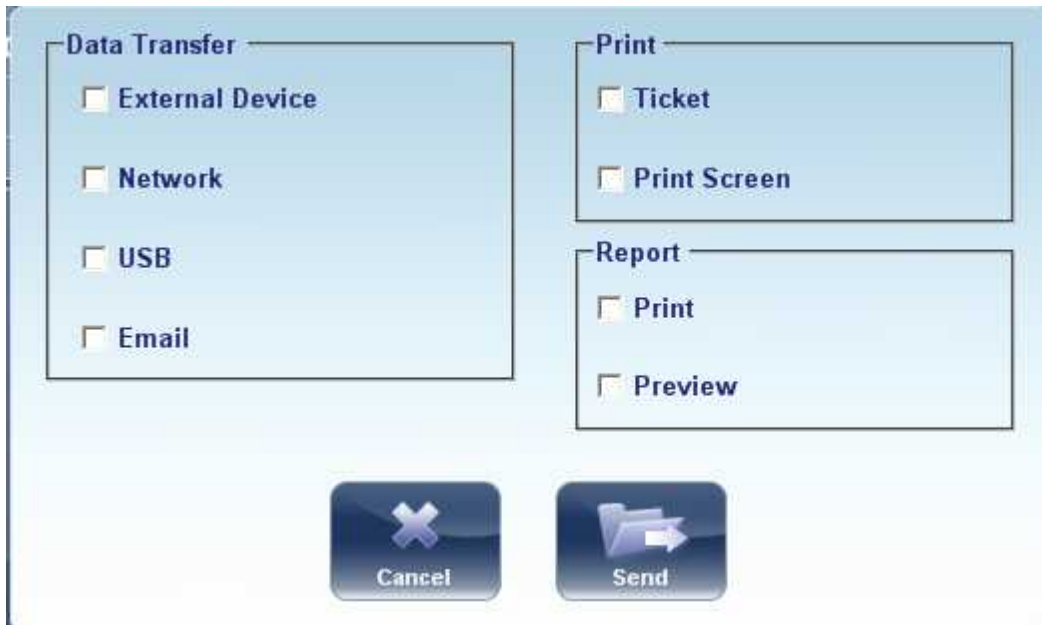 Data Transfer
External Device
Network
USB
Email
Print
Ticket
Print Screen
Report
Print
Preview
Cancel
Send